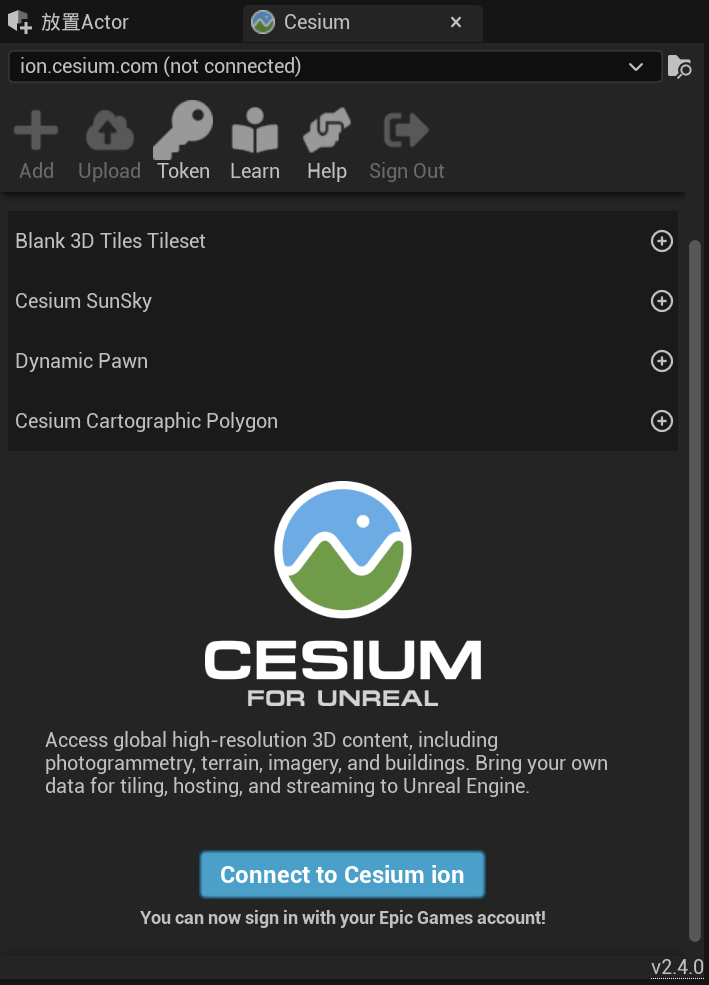 放置Actor
Cesium
ion.cesium.com (not connected)
Add
Upload
Token
Learn
Help
Sign Out
Blank 3D Tiles Tileset
Cesium SunSky
Dynamic Pawn
Cesium Cartographic Polygon
CESIUM
FOR UNREAL
Access global high-resolution 3D content, including
photogrammetry, terrain, imagery, and buildings. Bring your own
data for tiling, hosting, and streaming to Unreal Engine.
Connect to Cesium ion
You can now sign in with your Epic Games account!
v2.4.0